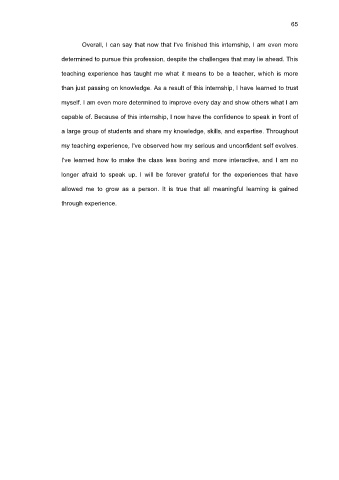 65
Overall, I can say that now that I've finished this internship, I am even more
determined to pursue this profession, despite the challenges that may lie ahead. This
teaching experience has taught me what it means to be a teacher, which is more
than just passing on knowledge. As a result of this internship, I have learned to trust
myself. I am even more determined to improve every day and show others what I am
capable of. Because of this internship, I now have the confidence to speak in front of
a large group of students and share my knowledge, skills, and expertise. Throughout
my teaching experience, I've observed how my serious and unconfident self evolves.
I've learned how to make the class less boring and more interactive, and I am no
longer afraid to speak up. I will be forever grateful for the experiences that have
allowed me to grow as a person. It is true that all meaningful learning is gained
through experience.